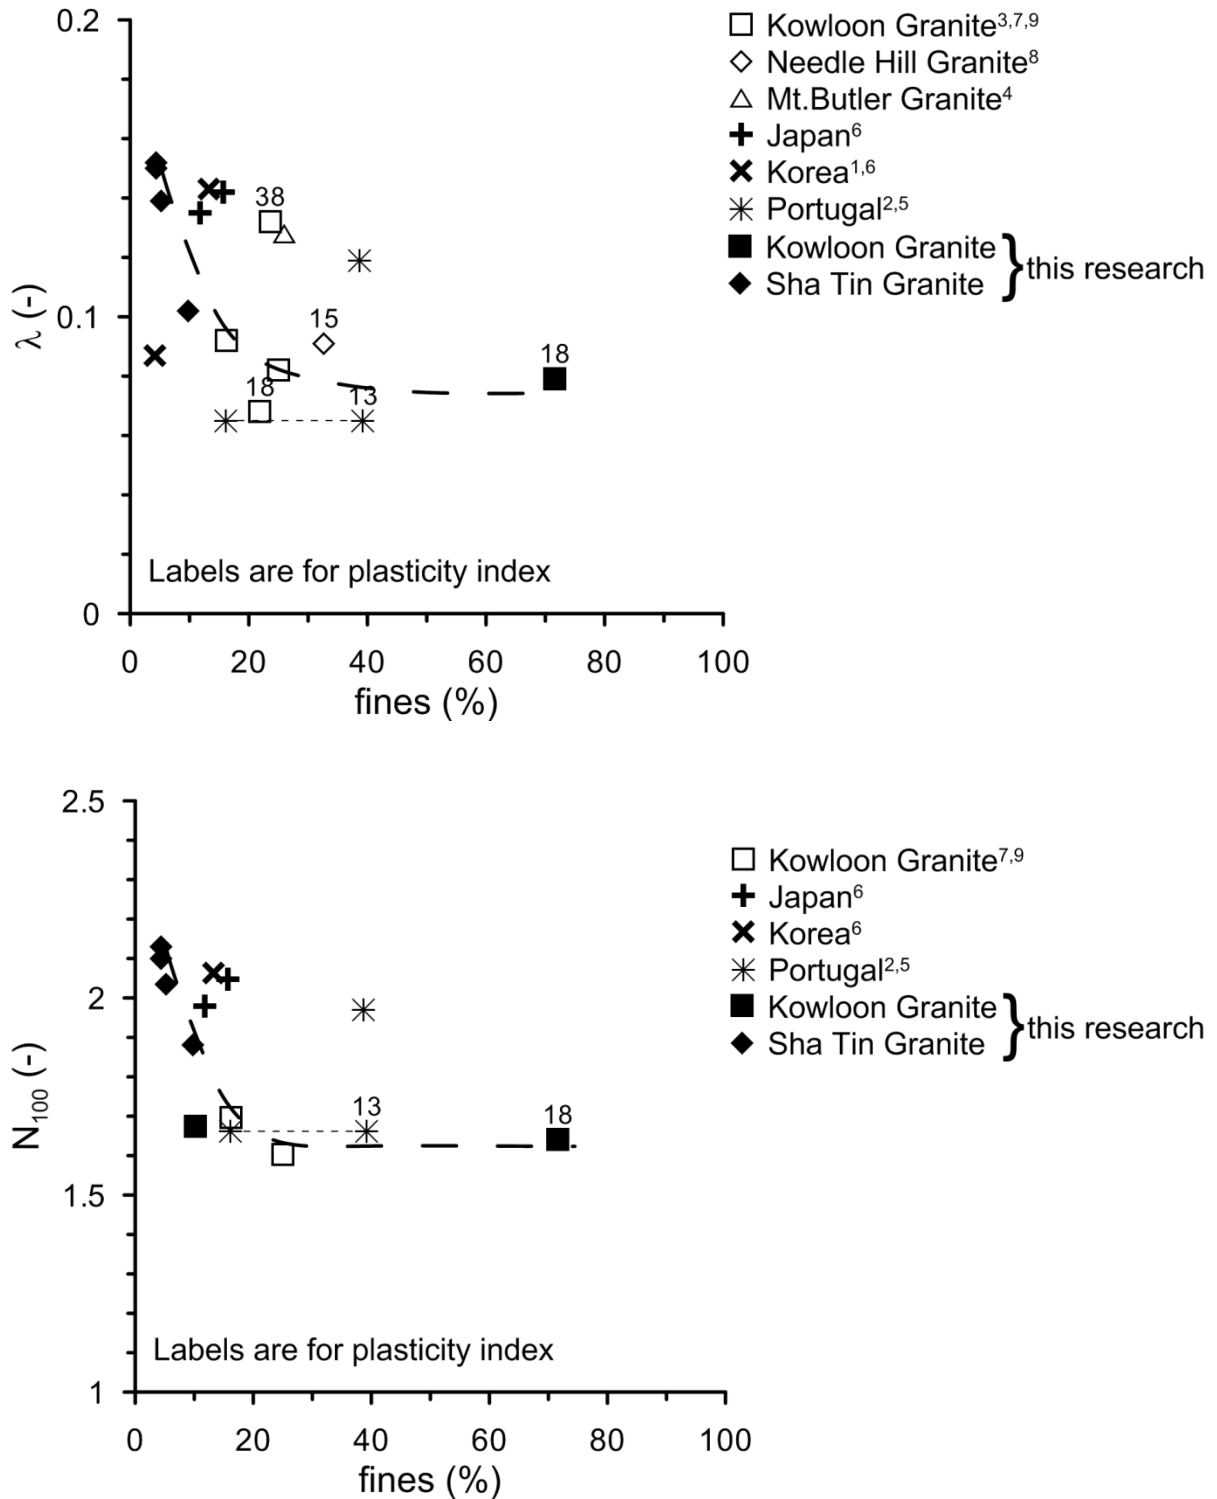 0.2
Kowloon Granite3,7,9
Needle Hill Granite8
Mt.Butler Granite4
Japan6
Korea1,6
Portugal2,5
Kowloon Granite
Sha Tin Granite
} this research
38
15
18
18
13
0.1
λ (-)
Labels are for plasticity index
0
0 20 40 60 80 100
fines (%)
2.5
Kowloon Granite7,9
Japan6
Korea6
Portugal2,5
Kowloon Granite
Sha Tin Granite
} this research
2
13
18
N100 (-)
1.5
Labels are for plasticity index
1
0 20 40 60 80 100
fines (%)